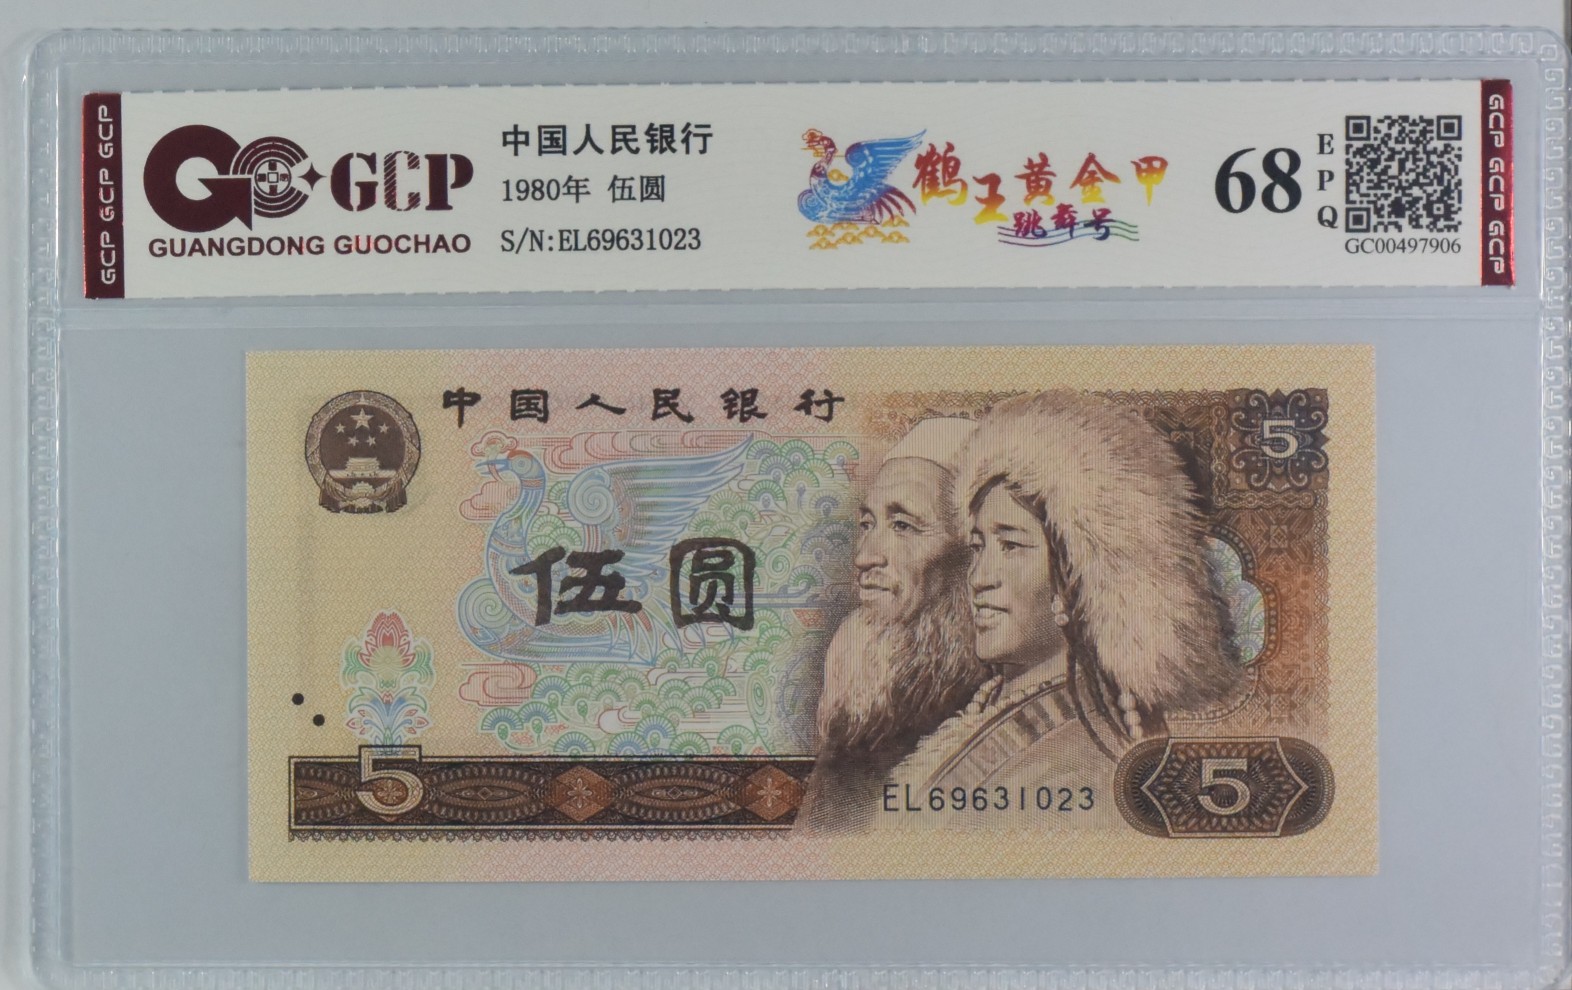 GCP GCP GCP
GCP
GUANGDONG GUOCHAO
中国人民银行
1980年 伍圆
S/N:EL69631023
鹤王黄金甲
跳舞号
68
EPQ
GC00497906
GCP GCP GCP
中国人民银行
5
伍圆
5
EL69631023
5